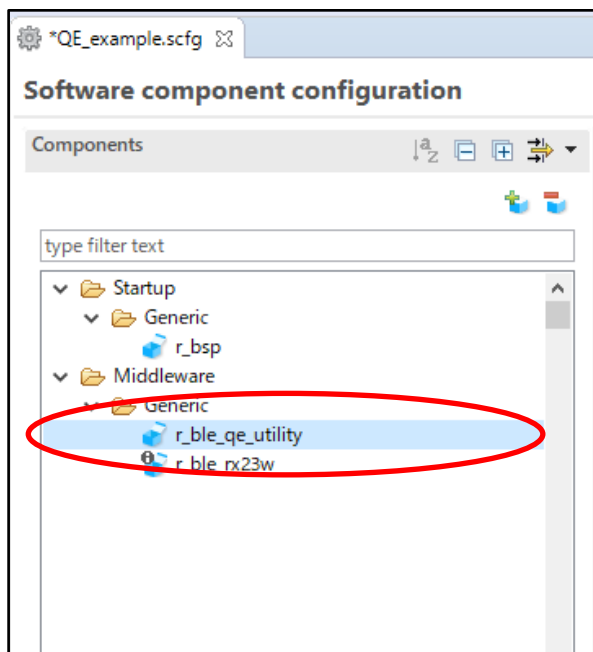 *QE_example.scfg
Software component configuration
Components
type filter text
Startup
Generic
r_bsp
Middleware
Generic
r_ble_qe_utility
r_ble_rx23w